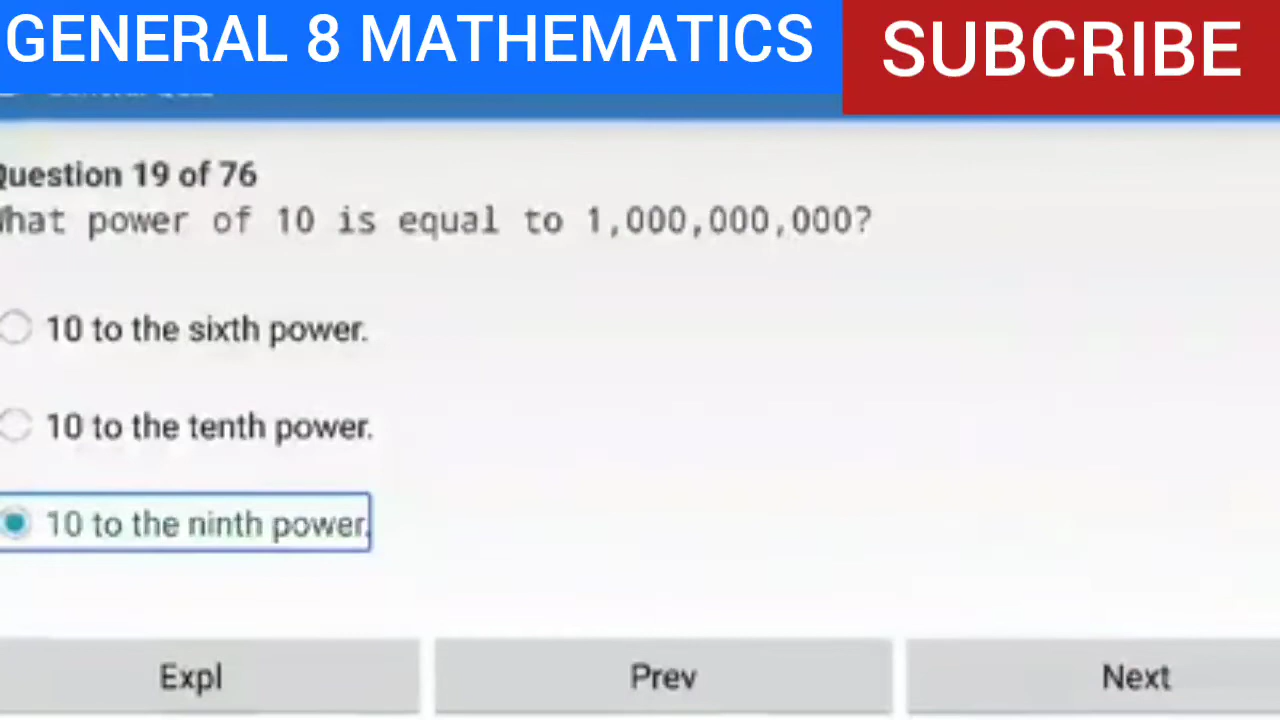 GENERAL 8 MATHEMATICS
SUBCRIBE
Question 19 of 76
What power of 10 is equal to 1,000,000,000?
10 to the sixth power.
10 to the tenth power.
10 to the ninth power.
Expl
Prev
Next